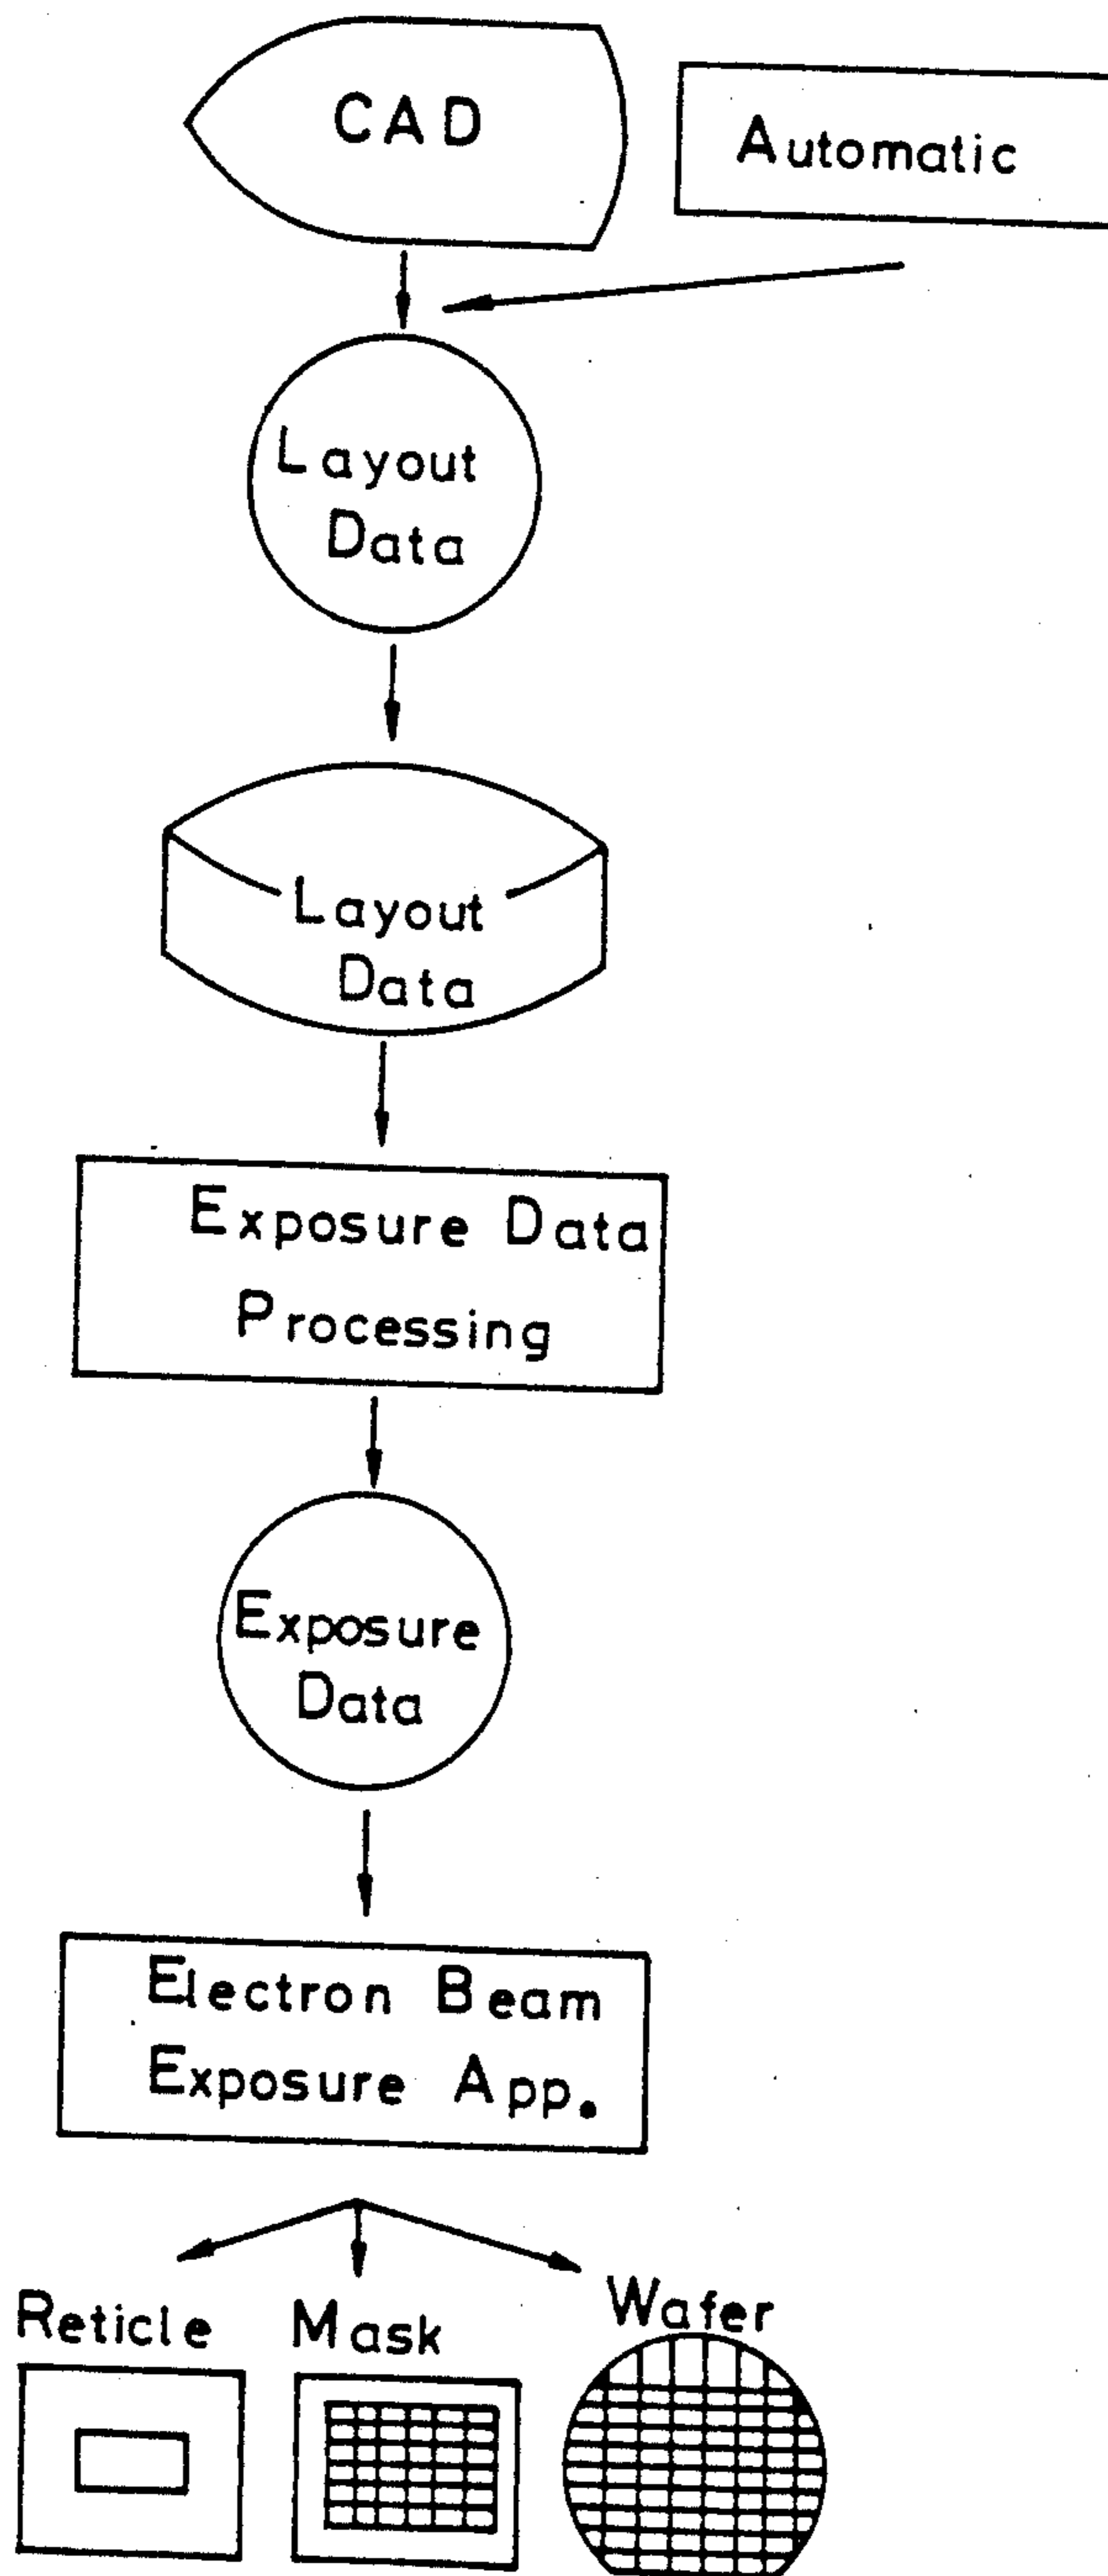 CAD
Automatic
Layout
Data
Layout
Data
Exposure Data
Processing
Exposure
Data
Electron Beam
Exposure App.
Reticle
Mask
Wafer